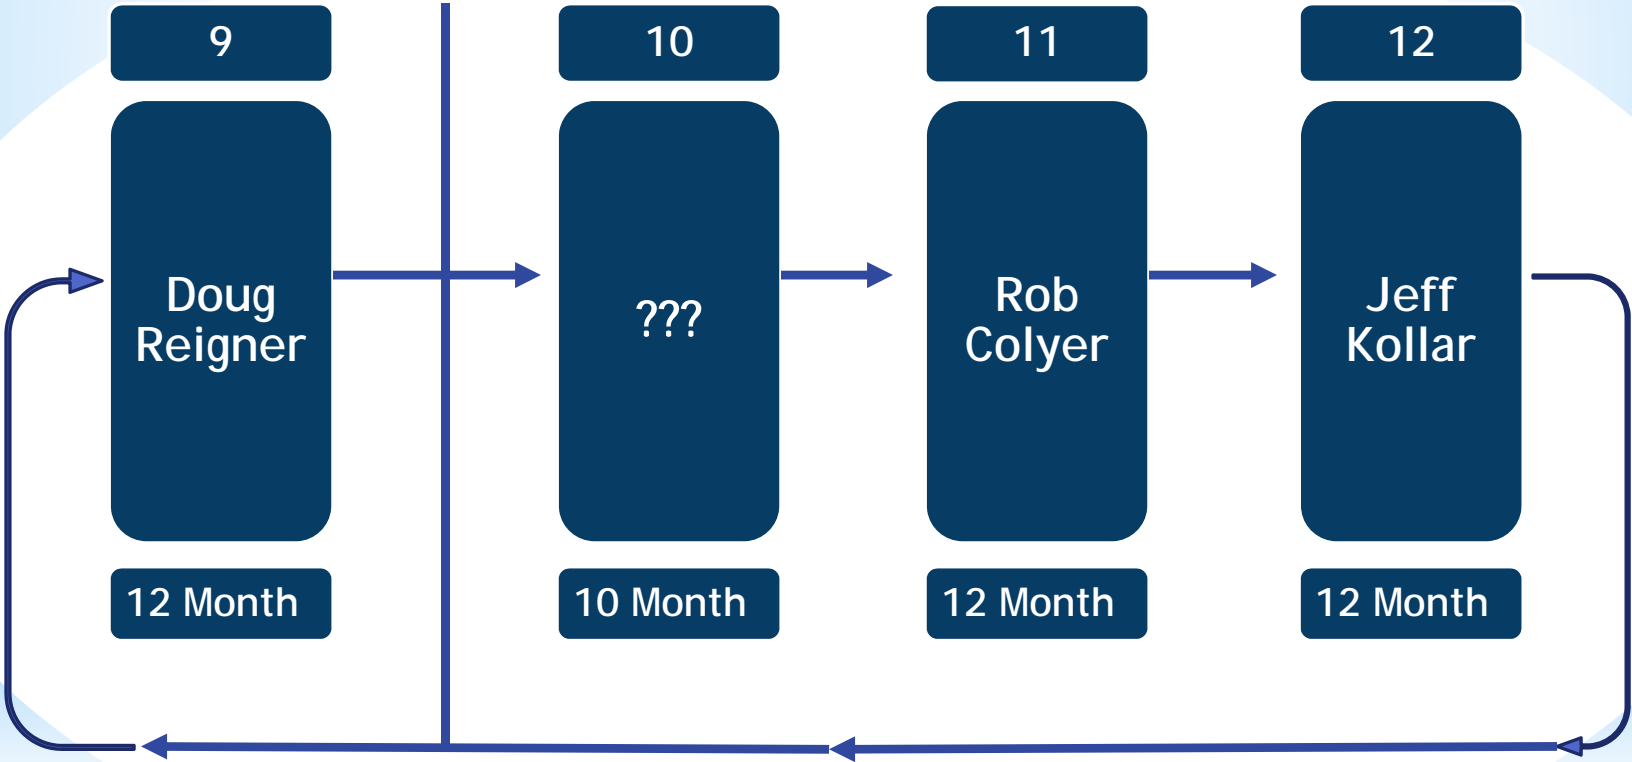 9
10
11
12
Doug
Reigner
???
Rob
Colyer
Jeff
Kollar
12 Month
10 Month
12 Month
12 Month